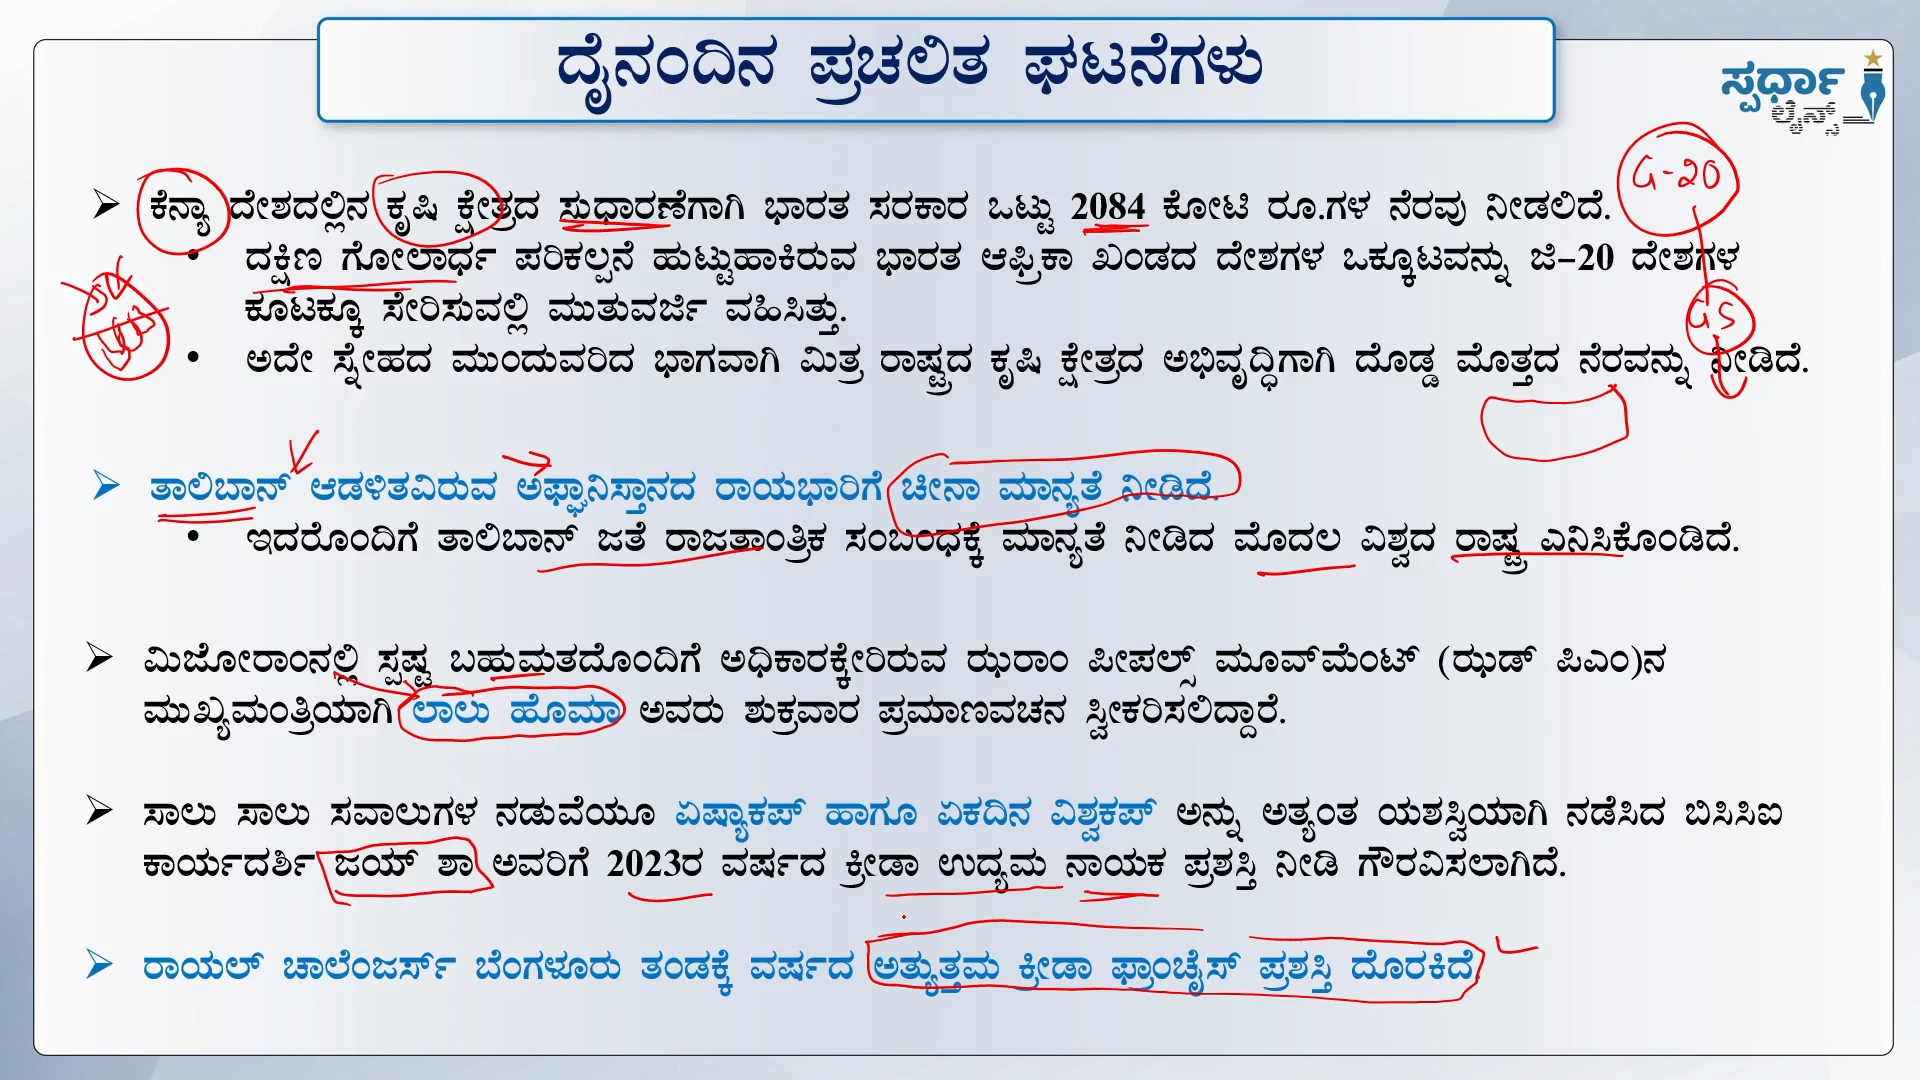 ದೈನಂದಿನ ಪ್ರಚಲಿತ ಘಟನೆಗಳು
ಸ್ಪರ್ಧಾ
ಲೈನ್ಸ್
G-20
➢ ಕೆನ್ಯಾ ದೇಶದಲ್ಲಿನ ಕೃಷಿ ಕ್ಷೇತ್ರದ ಸುಧಾರಣೆಗಾಗಿ ಭಾರತ ಸರಕಾರ ಒಟ್ಟು 2084 ಕೋಟಿ ರೂ.ಗಳ ನೆರವು ನೀಡಲಿದೆ.
• ದಕ್ಷಿಣ ಗೋಲಾರ್ಧ ಪರಿಕಲ್ಪನೆ ಹುಟ್ಟುಹಾಕಿರುವ ಭಾರತ ಆಫ್ರಿಕಾ ಖಂಡದ ದೇಶಗಳ ಒಕ್ಕೂಟವನ್ನು ಜಿ-20 ದೇಶಗಳ
ಕೂಟಕ್ಕೂ ಸೇರಿಸುವಲ್ಲಿ ಮುತುವರ್ಜಿ ವಹಿಸಿತ್ತು.
GS
• ಅದೇ ಸ್ನೇಹದ ಮುಂದುವರಿದ ಭಾಗವಾಗಿ ಮಿತ್ರ ರಾಷ್ಟ್ರದ ಕೃಷಿ ಕ್ಷೇತ್ರದ ಅಭಿವೃದ್ಧಿಗಾಗಿ ದೊಡ್ಡ ಮೊತ್ತದ ನೆರವನ್ನು ನೀಡಿದೆ.
➢ ತಾಲಿಬಾನ್ ಆಡಳಿತವಿರುವ ಅಫ್ಘಾನಿಸ್ತಾನದ ರಾಯಭಾರಿಗೆ ಚೀನಾ ಮಾನ್ಯತೆ ನೀಡಿದೆ.
• ಇದರೊಂದಿಗೆ ತಾಲಿಬಾನ್ ಜತೆ ರಾಜತಾಂತ್ರಿಕ ಸಂಬಂಧಕ್ಕೆ ಮಾನ್ಯತೆ ನೀಡಿದ ಮೊದಲ ವಿಶ್ವದ ರಾಷ್ಟ್ರ ಎನಿಸಿಕೊಂಡಿದೆ.
➢ ಮಿಜೋರಾಂನಲ್ಲಿ ಸ್ಪಷ್ಟ ಬಹುಮತದೊಂದಿಗೆ ಅಧಿಕಾರಕ್ಕೇರಿರುವ ಝರಾಂ ಪೀಪಲ್ಸ್ ಮೂವ್‌ಮೆಂಟ್ (ಝಡ್ ಪಿಎಂ)ನ
ಮುಖ್ಯಮಂತ್ರಿಯಾಗಿ ಲಾಲು ಹೊಮಾ ಅವರು ಶುಕ್ರವಾರ ಪ್ರಮಾಣವಚನ ಸ್ವೀಕರಿಸಲಿದ್ದಾರೆ.
➢ ಸಾಲು ಸಾಲು ಸವಾಲುಗಳ ನಡುವೆಯೂ ಏಷ್ಯಾಕಪ್ ಹಾಗೂ ಏಕದಿನ ವಿಶ್ವಕಪ್ ಅನ್ನು ಅತ್ಯಂತ ಯಶಸ್ವಿಯಾಗಿ ನಡೆಸಿದ ಬಿಸಿಸಿಐ
ಕಾರ್ಯದರ್ಶಿ ಜಯ್ ಶಾ ಅವರಿಗೆ 2023ರ ವರ್ಷದ ಕ್ರೀಡಾ ಉದ್ಯಮ ನಾಯಕ ಪ್ರಶಸ್ತಿ ನೀಡಿ ಗೌರವಿಸಲಾಗಿದೆ.
➢ ರಾಯಲ್ ಚಾಲೆಂಜರ್ಸ್ ಬೆಂಗಳೂರು ತಂಡಕ್ಕೆ ವರ್ಷದ ಅತ್ಯುತ್ತಮ ಕ್ರೀಡಾ ಫ್ರಾಂಚೈಸ್ ಪ್ರಶಸ್ತಿ ದೊರಕಿದೆ.